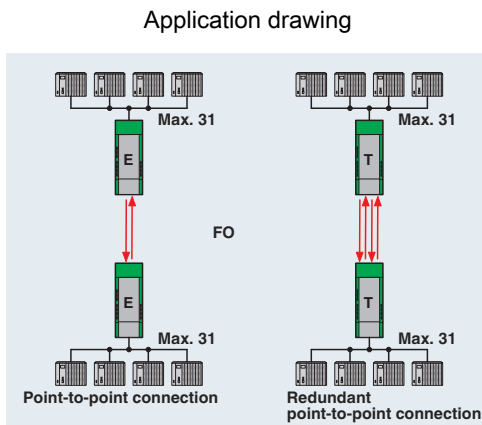 Application drawing
Max. 31
Max. 31
E
T
FO
E
T
Max. 31
Max. 31
Point-to-point connection
Redundant
point-to-point connection